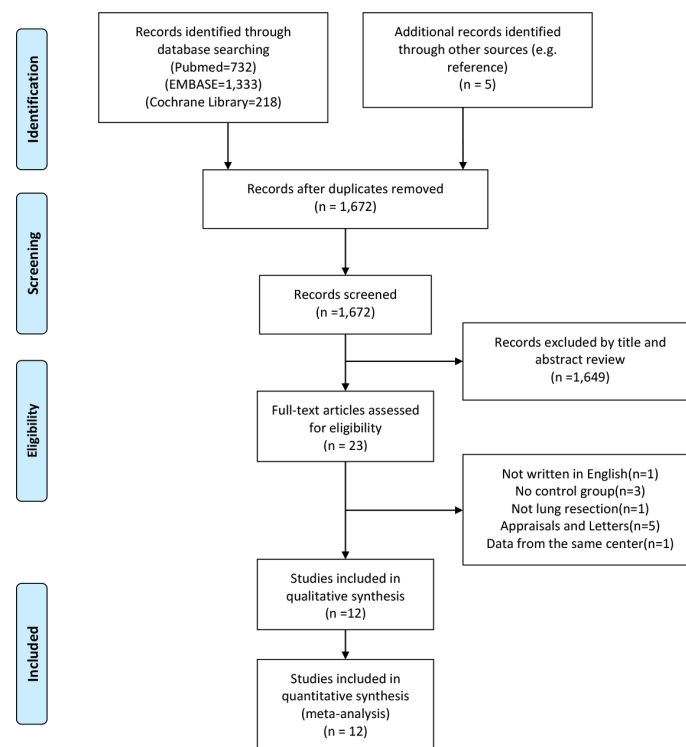 Identification
Records identified through
database searching
(Pubmed=732)
(EMBASE=1,333)
(Cochrane Library=218)
Additional records identified
through other sources (e.g.
reference)
(n = 5)
Records after duplicates removed
(n = 1,672)
Screening
Records screened
(n =1,672)
Records excluded by title and
abstract review
(n =1,649)
Eligibility
Full-text articles assessed
for eligibility
(n = 23)
Not written in English(n=1)
No control group(n=3)
Not lung resection(n=1)
Appraisals and Letters(n=5)
Data from the same center(n=1)
Included
Studies included in
qualitative synthesis
(n =12)
Studies included in
quantitative synthesis
(meta-analysis)
(n = 12)